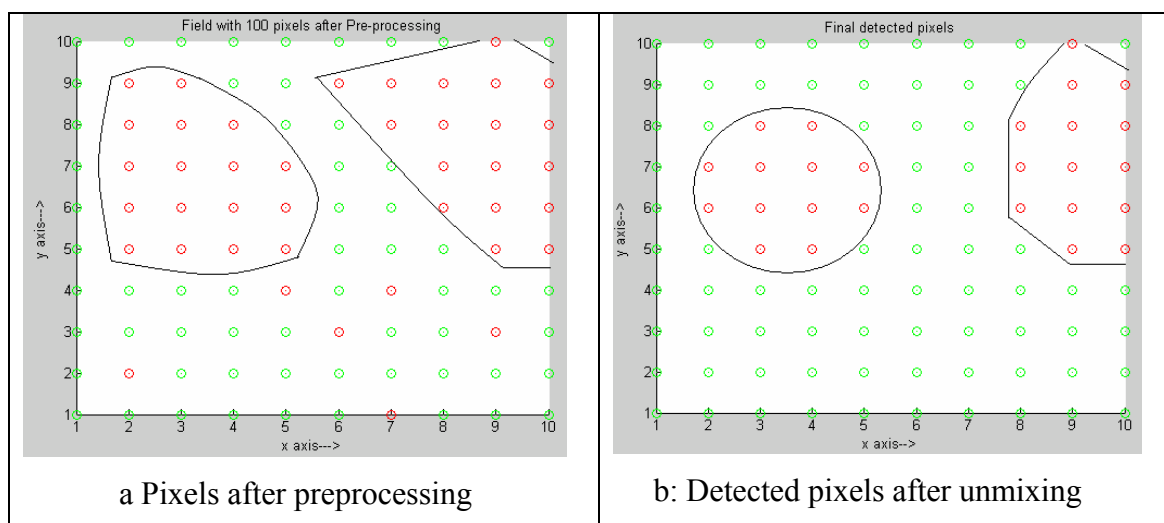 Field with 100 pixels after Pre-processing
10
9
8
7
6
5
4
3
2
1
y axis--->
1 2 3 4 5 6 7 8 9 10
x axis--->
a Pixels after preprocessing
Final detected pixels
10
9
8
7
6
5
4
3
2
1
y axis-->
1 2 3 4 5 6 7 8 9 10
x axis-->
b: Detected pixels after unmixing